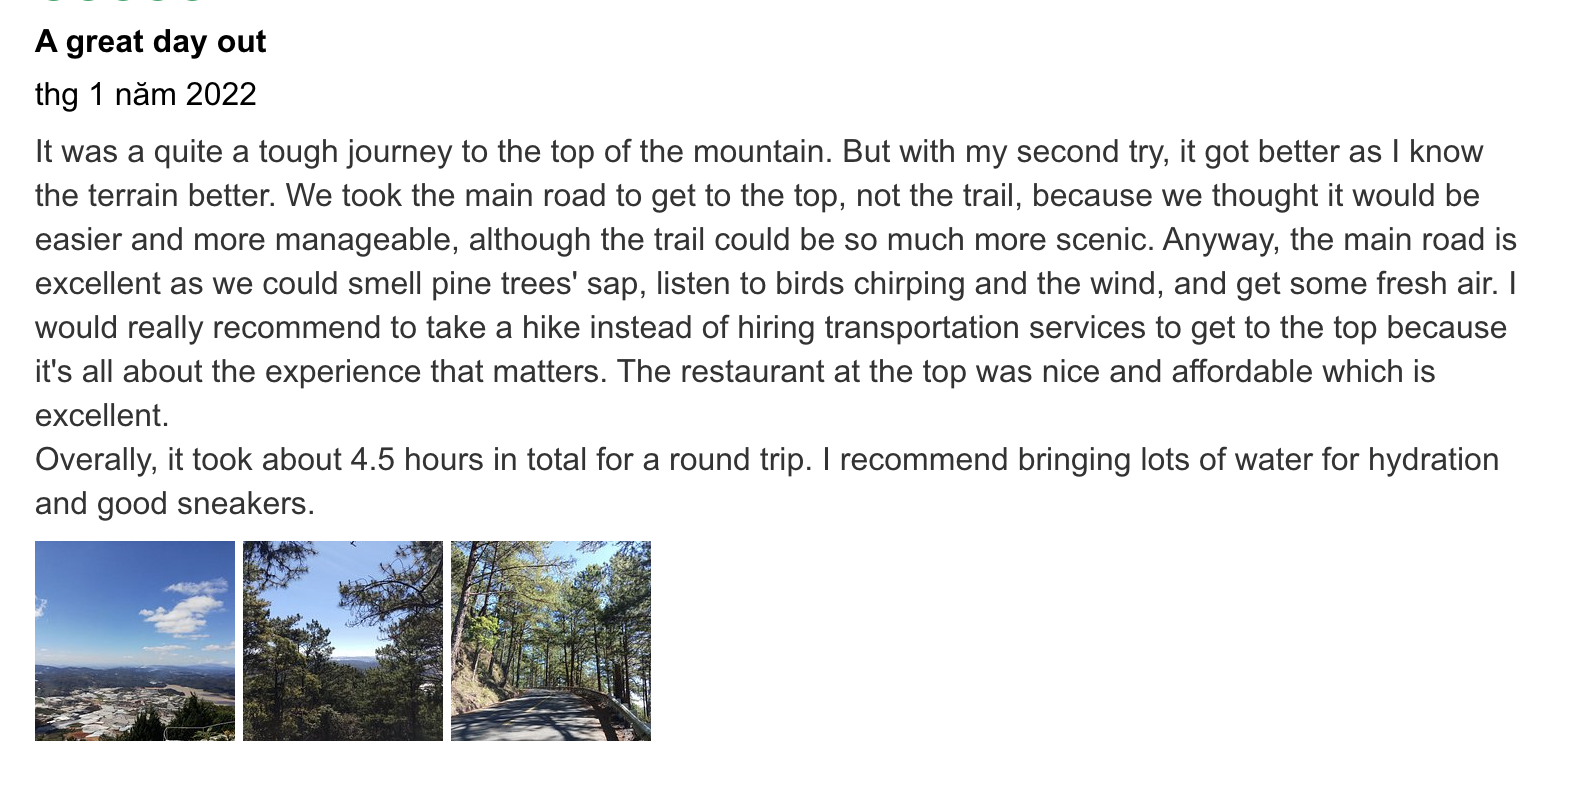 A great day out
thg 1 năm 2022
It was a quite a tough journey to the top of the mountain. But with my second try, it got better as I know
the terrain better. We took the main road to get to the top, not the trail, because we thought it would be
easier and more manageable, although the trail could be so much more scenic. Anyway, the main road is
excellent as we could smell pine trees' sap, listen to birds chirping and the wind, and get some fresh air. I
would really recommend to take a hike instead of hiring transportation services to get to the top because
it's all about the experience that matters. The restaurant at the top was nice and affordable which is
excellent.
Overally, it took about 4.5 hours in total for a round trip. I recommend bringing lots of water for hydration
and good sneakers.